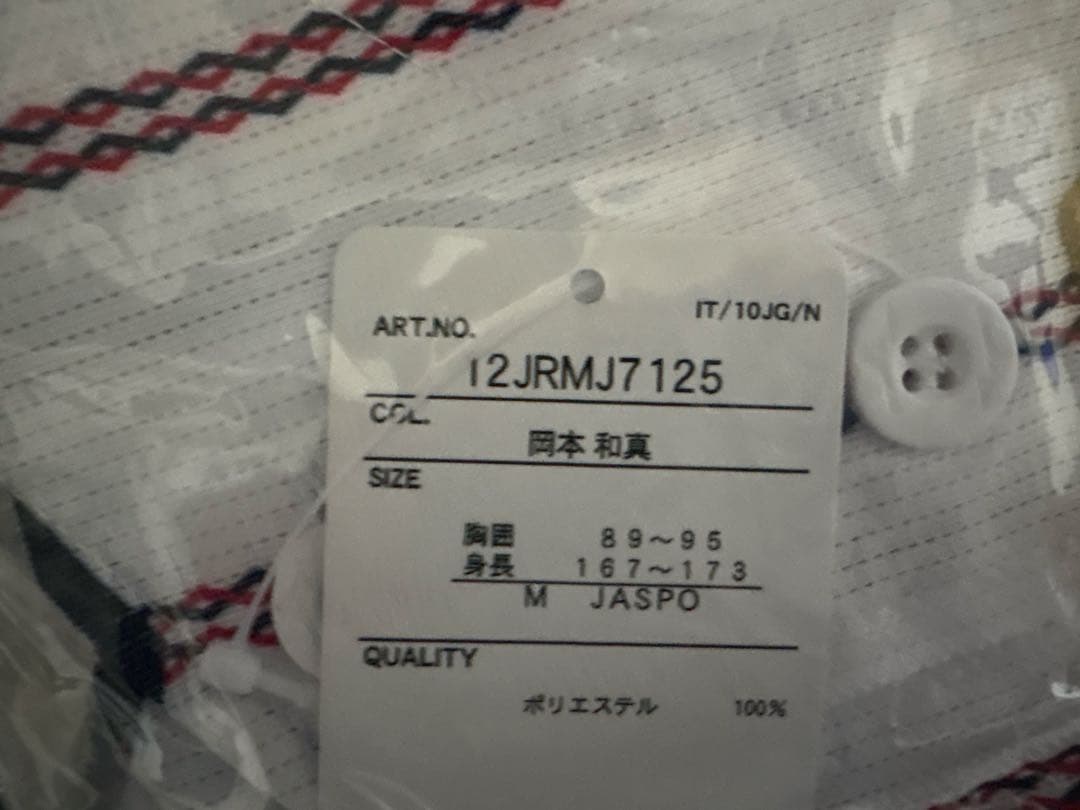 IT/10JG/N
ART.NO.
12JRMJ7125
COL.
岡本 和真
SIZE
胸囲 89～95
身長 167～173
M JASPO
QUALITY
ポリエステル 100%